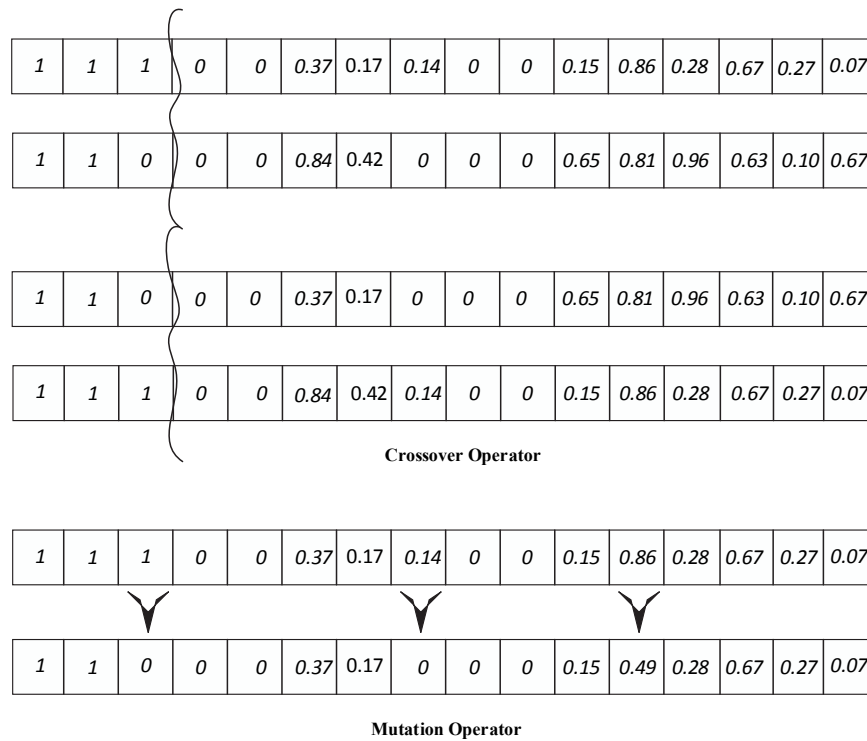 1 1 1 0 0 0.37 0.17 0.14 0 0 0.15 0.86 0.28 0.67 0.27 0.07
1 1 0 0 0 0.84 0.42 0 0 0 0.65 0.81 0.96 0.63 0.10 0.67
1 1 0 0 0 0.37 0.17 0 0 0 0.65 0.81 0.96 0.63 0.10 0.67
1 1 1 0 0 0.84 0.42 0.14 0 0 0.15 0.86 0.28 0.67 0.27 0.07
Crossover Operator
1 1 1 0 0 0.37 0.17 0.14 0 0 0.15 0.86 0.28 0.67 0.27 0.07
1 1 0 0 0 0.37 0.17 0 0 0 0.15 0.49 0.28 0.67 0.27 0.07
Mutation Operator